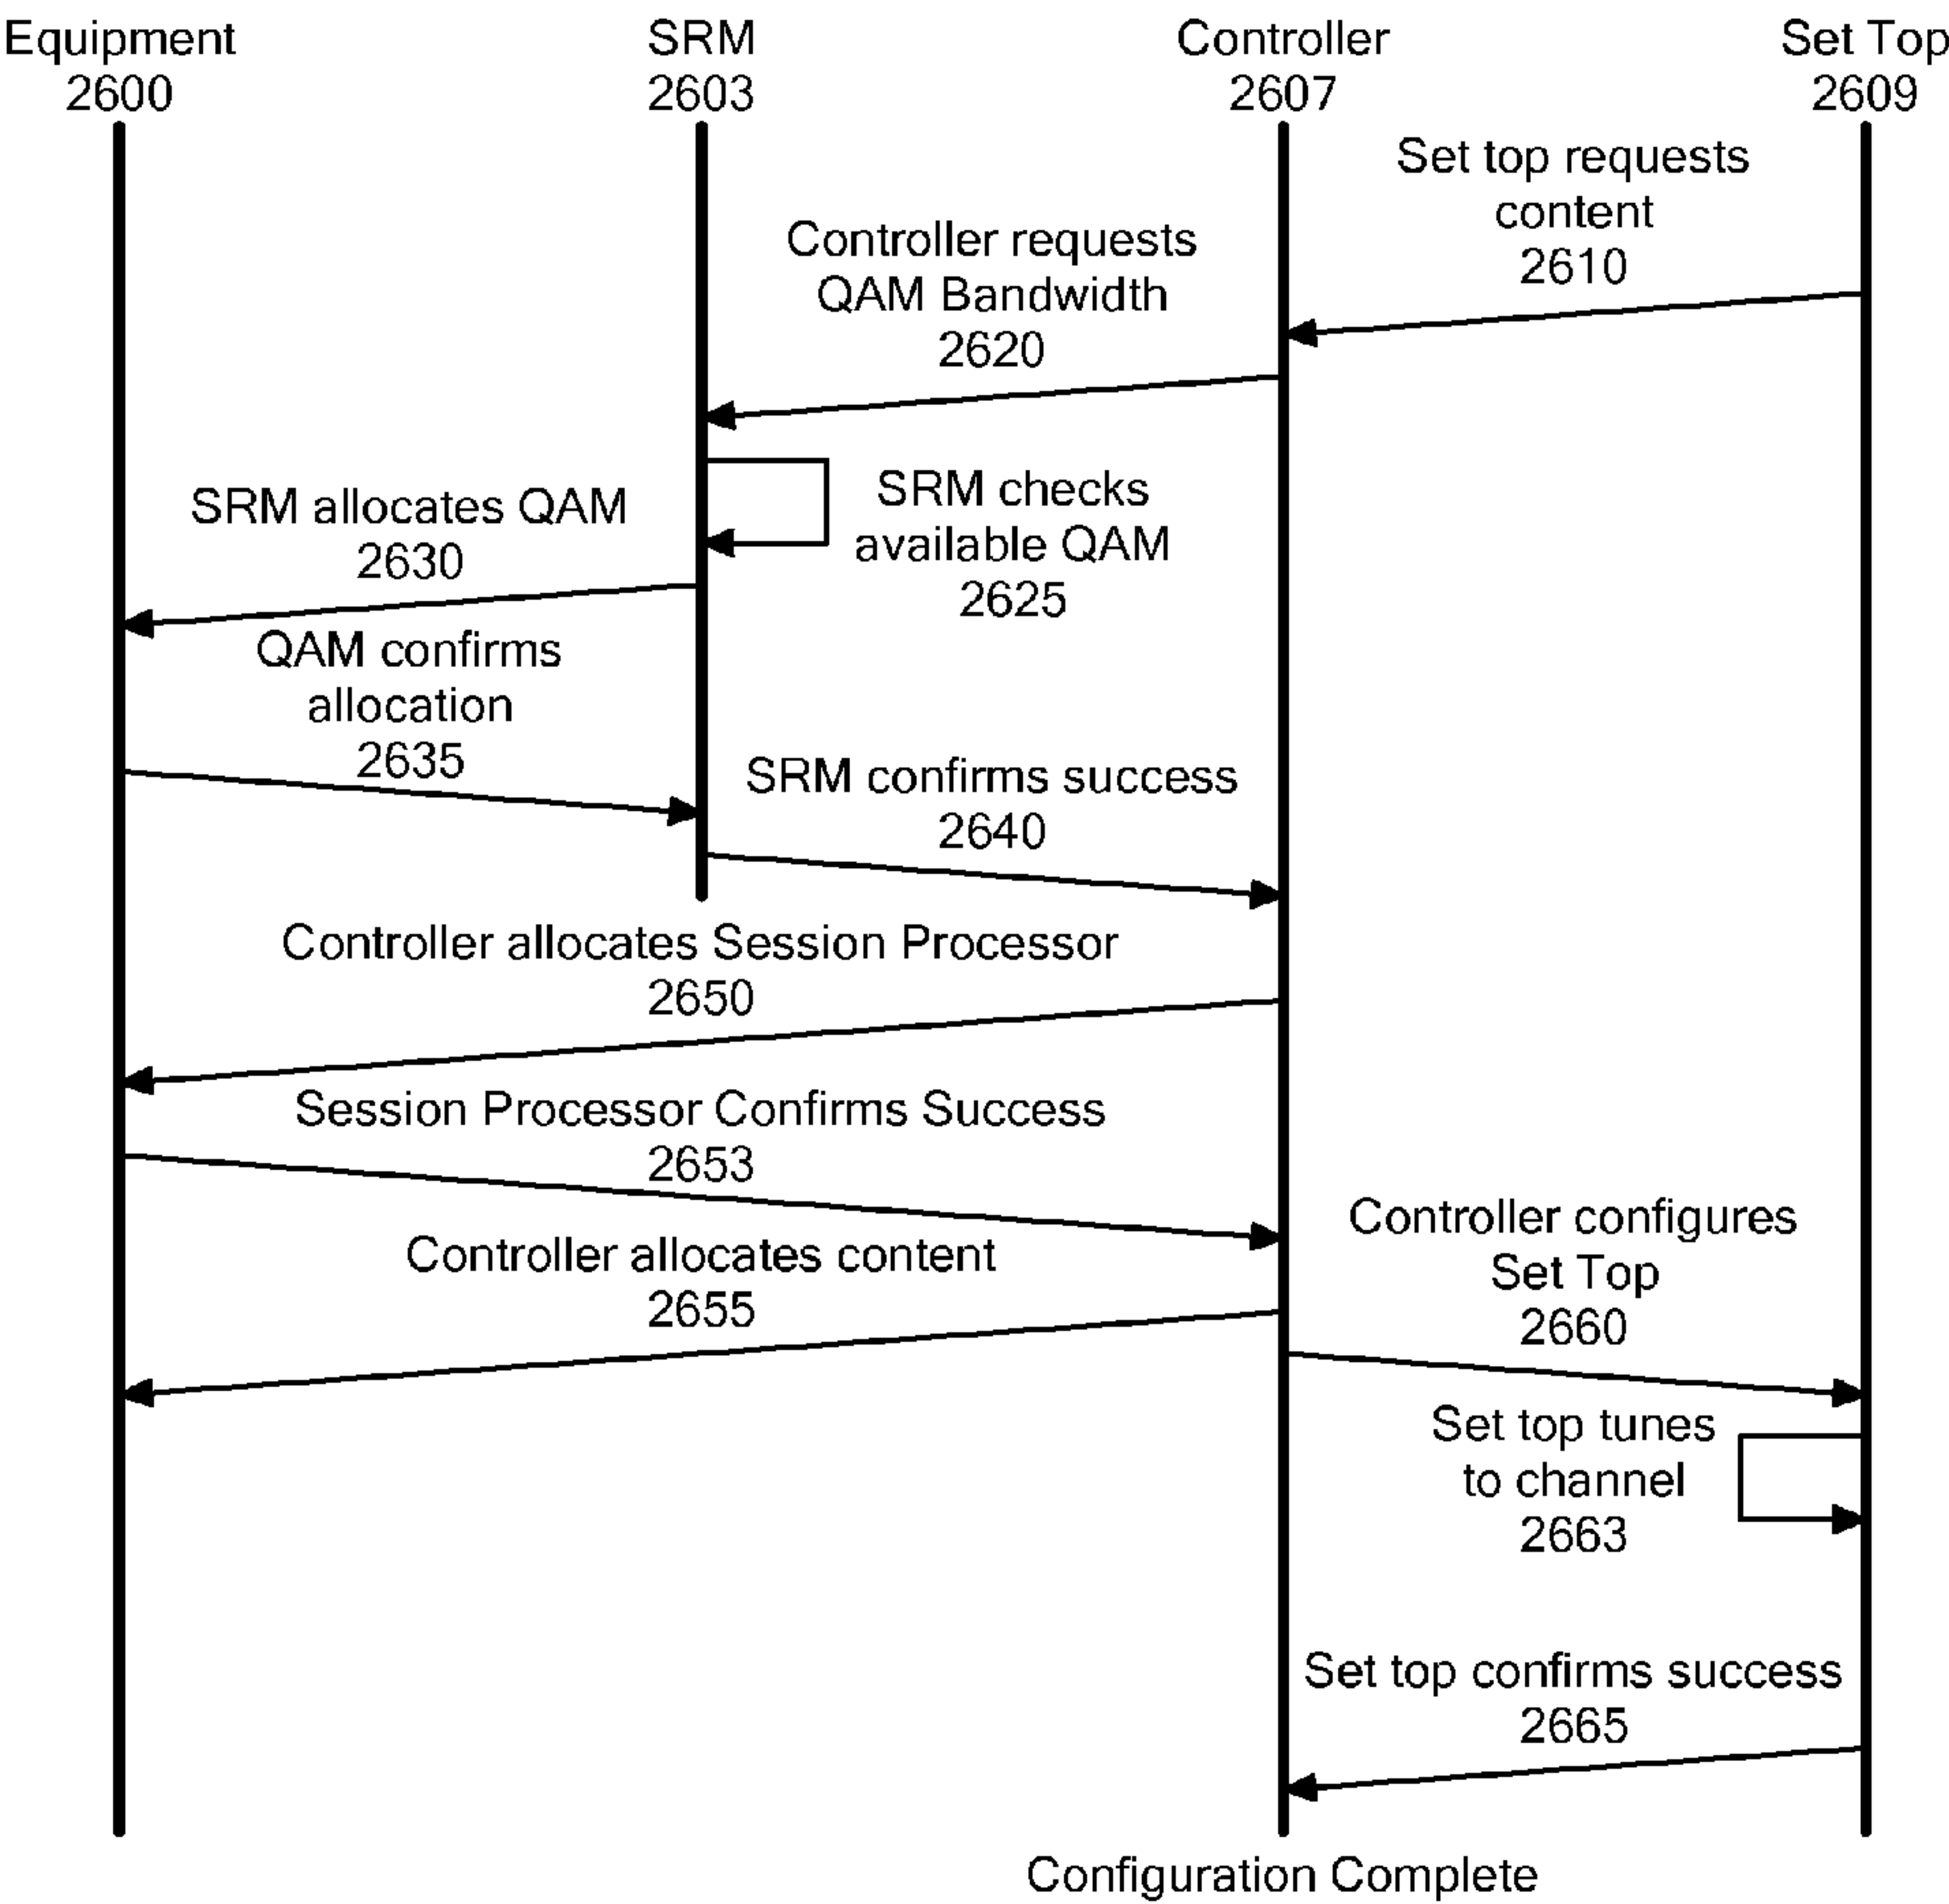 Equipment
2600
SRM
2603
Controller
2607
Set Top
2609
Set top requests
content
2610
Controller requests
QAM Bandwidth
2620
SRM checks
available QAM
2625
SRM allocates QAM
2630
QAM confirms
allocation
2635
SRM confirms success
2640
Controller allocates Session Processor
2650
Session Processor Confirms Success
2653
Controller allocates content
2655
Controller configures
Set Top
2660
Set top tunes
to channel
2663
Set top confirms success
2665
Configuration Complete